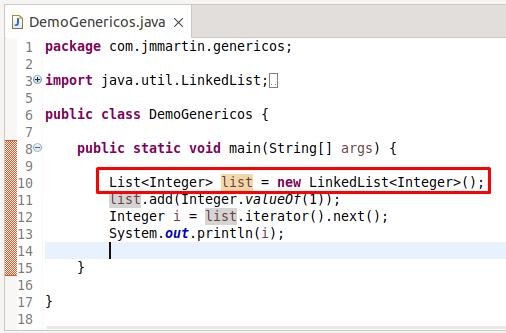 DemoGenericos.java
1 package com.jmmartin.genericos;
2
3 import java.util.LinkedList;
5
6 public class DemoGenericos {
7
8 public static void main(String[] args) {
9
10 List<Integer> list = new LinkedList<Integer>();
11 list.add(Integer.valueOf(1));
12 Integer i = list.iterator().next();
13 System.out.println(i);
14
15 }
16
17 }
18